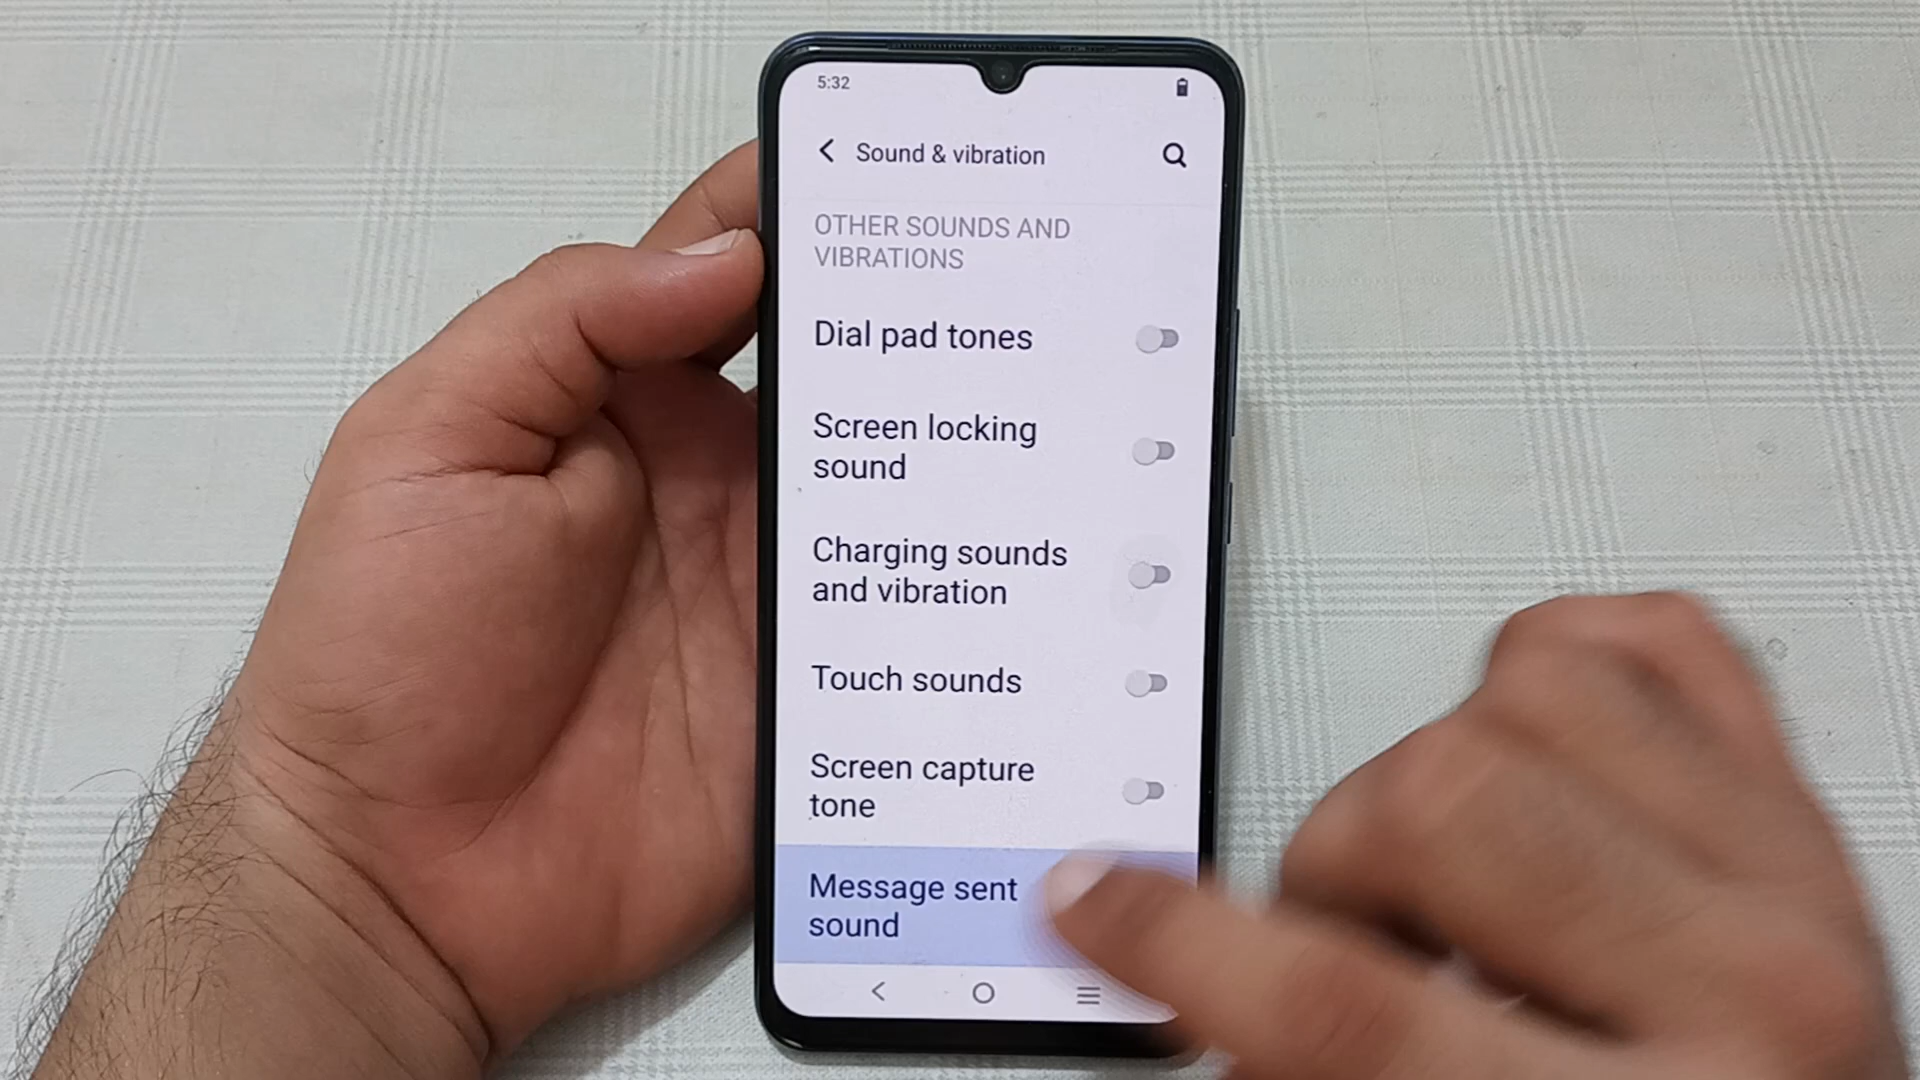 5:32
Sound & vibration
OTHER SOUNDS AND
VIBRATIONS
Dial pad tones
Screen locking
sound
Charging sounds
and vibration
Touch sounds
Screen capture
tone
Message sent
sound